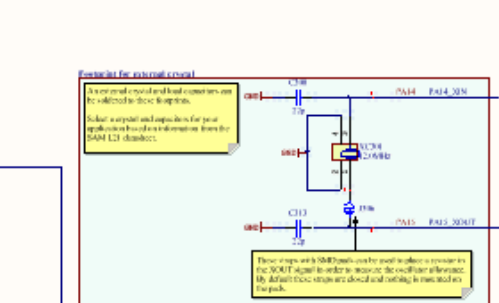 Footprint for external crystal
An external crystal and load capacitors can
be soldered to these footprints.
Select a crystal and capacitors for your
application based on information from the
SAM L21 datasheet.
GND
22p
PA14 PA14_XIN
GND
GND
C313
22p
PA15 PA15_XOUT
These straps with SMD pads can be used to place a resistor in
the XOUT signal in order to measure the oscillator allowance.
By default these straps are closed and nothing is mounted on
the pads.